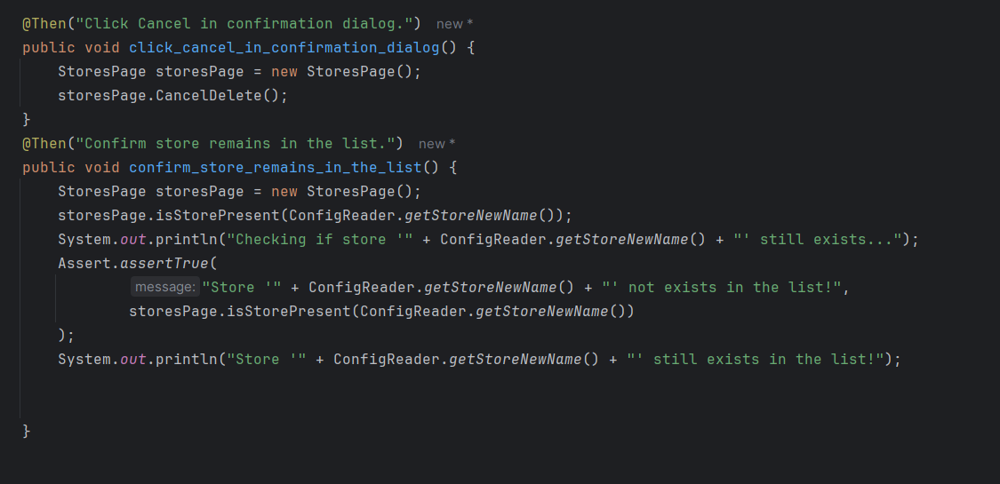 @Then("Click Cancel in confirmation dialog.") new *
public void click_cancel_in_confirmation_dialog() {
StoresPage storesPage = new StoresPage();
storesPage.CancelDelete();
}
@Then("Confirm store remains in the list.") new *
public void confirm_store_remains_in_the_list() {
StoresPage storesPage = new StoresPage();
storesPage.isStorePresent(ConfigReader.getStoreNewName());
System.out.println("Checking if store '" + ConfigReader.getStoreNewName() + "' still exists...");
Assert.assertTrue(
message: "Store '" + ConfigReader.getStoreNewName() + "' not exists in the list!",
storesPage.isStorePresent(ConfigReader.getStoreNewName())
);
System.out.println("Store '" + ConfigReader.getStoreNewName() + "' still exists in the list!");
}